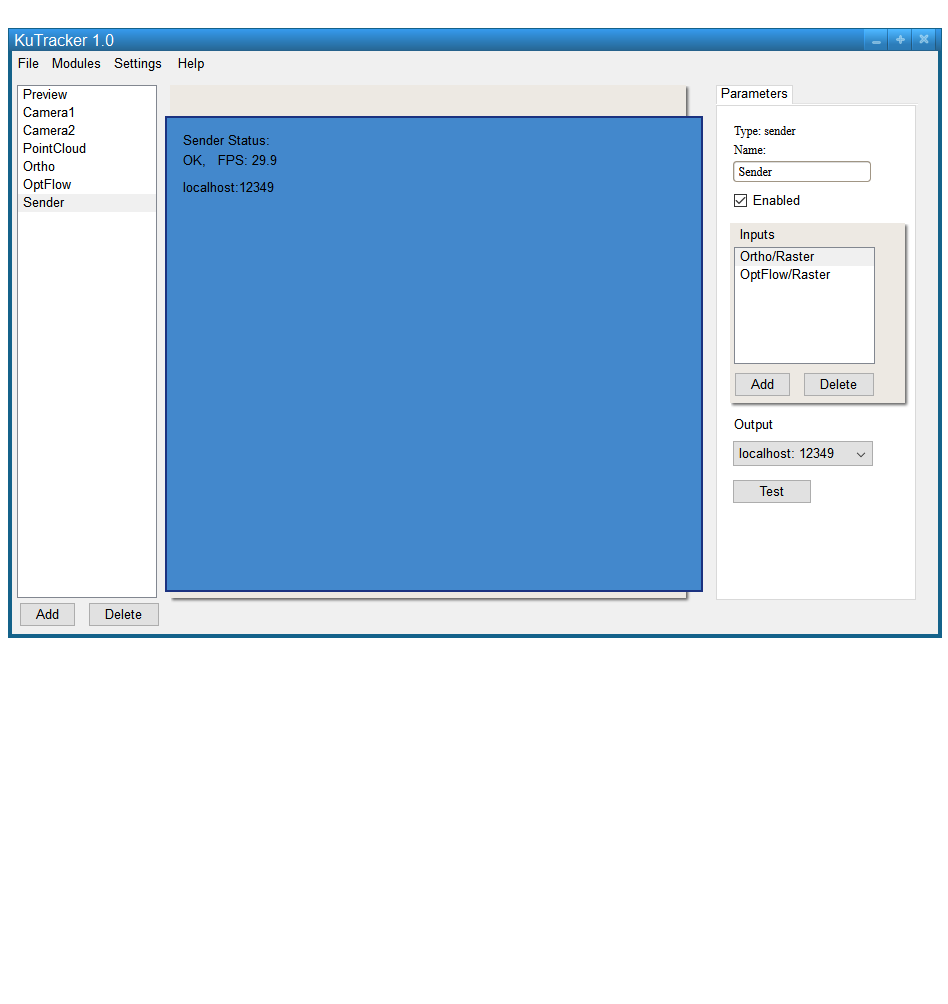 KuTracker 1.0
File Modules Settings Help
Preview
Camera1
Camera2
PointCloud
Ortho
OptFlow
Sender
Add Delete
Sender Status:
OK, FPS: 29.9
localhost:12349
Parameters
Type: sender
Name:
Sender
Enabled
Inputs
Ortho/Raster
OptFlow/Raster
Add Delete
Output
localhost: 12349
Test